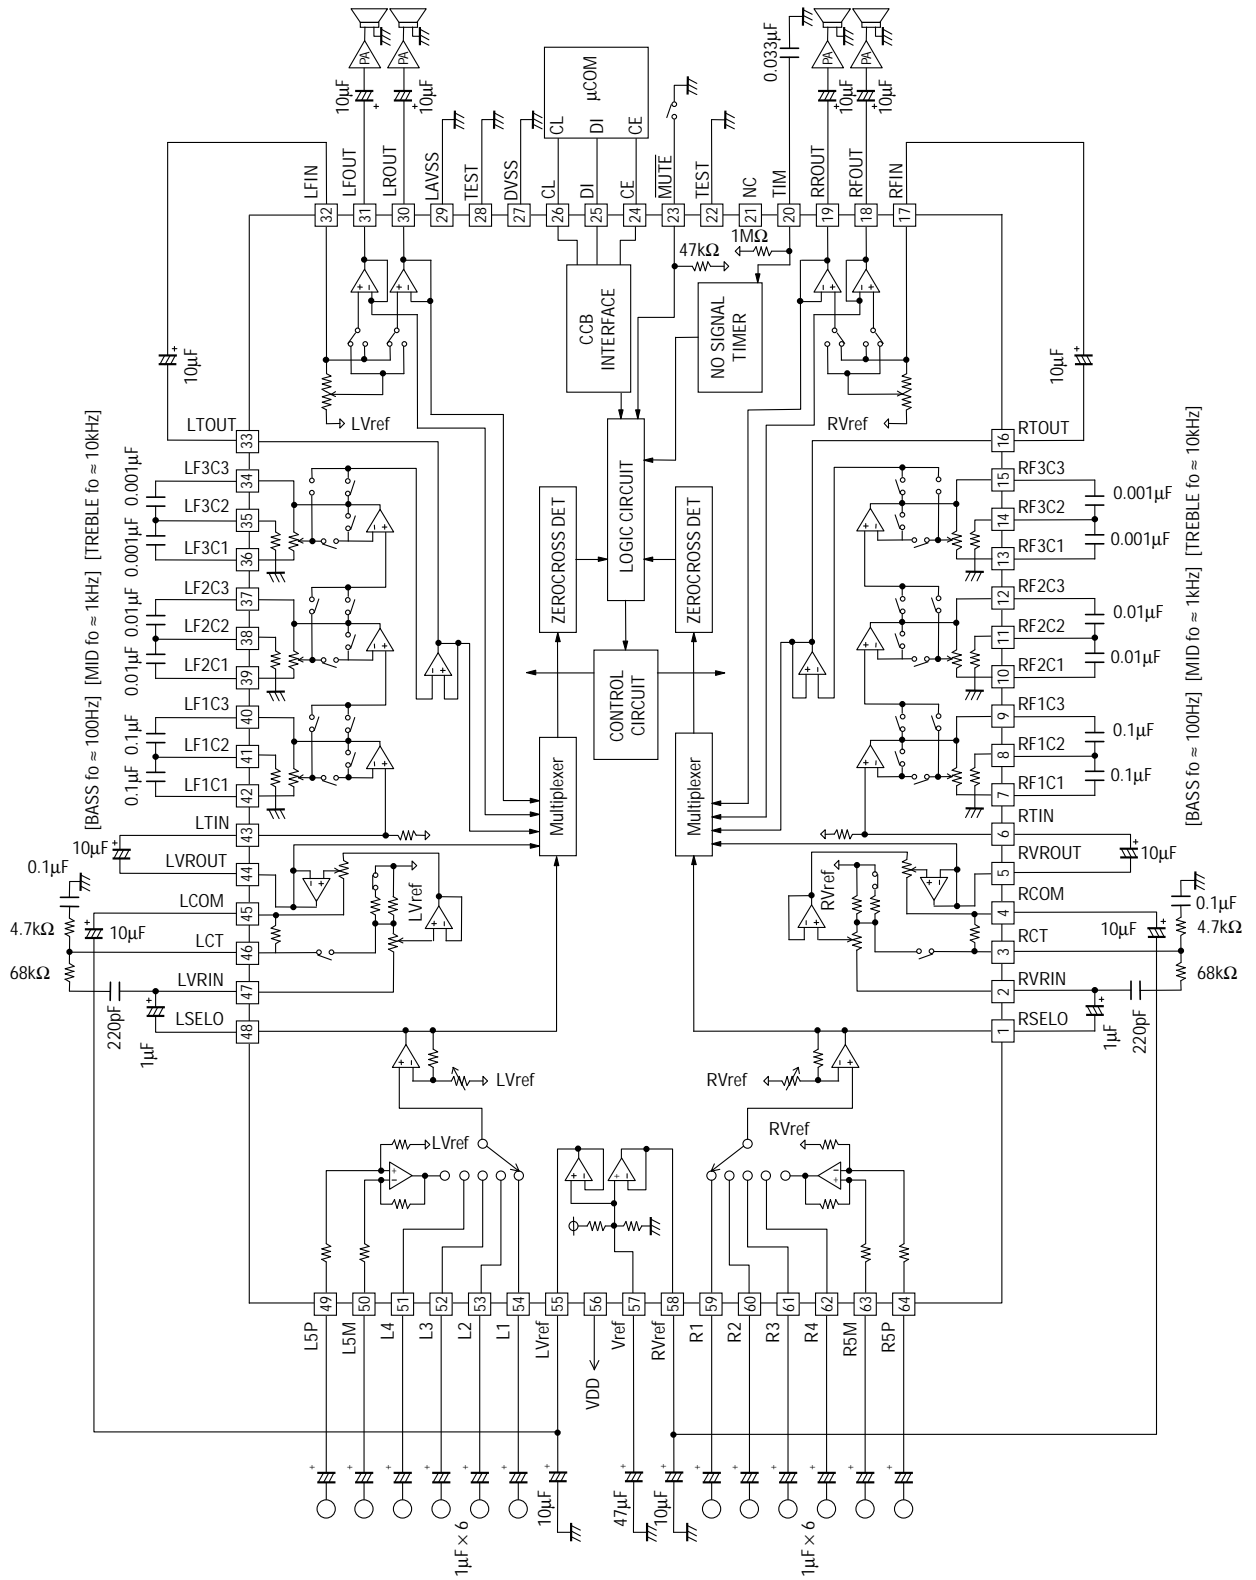 PA
PA
10µF
10µF
µCOM
CL
DI
CE
0.033µF
PA
PA
10µF
10µF
LFIN
LFOUT
LROUT
LAVSS
TEST
DVSS
CL
DI
CE
MUTE
TEST
NC
TIM
RROUT
RFOUT
RFIN
32
31
30
29
28
27
26
25
24
23
22
21
20
19
18
17
47kΩ
1MΩ
CCB
INTERFACE
NO SIGNAL
TIMER
10µF
10µF
LVref
RVref
LTOUT
33
16
RTOUT
[BASS fo ≈ 100Hz] [MID fo ≈ 1kHz] [TREBLE fo ≈ 10kHz]
0.001µF
0.001µF
LF3C3
34
LF3C2
35
LF3C1
36
0.01µF
0.01µF
LF2C3
37
LF2C2
38
LF2C1
39
0.1µF
0.1µF
LF1C3
40
LF1C2
41
LF1C1
42
ZEROCROSS DET
LOGIC CIRCUIT
ZEROCROSS DET
CONTROL
CIRCUIT
Multiplexer
Multiplexer
15
RF3C3
14
RF3C2
13
RF3C1
0.001µF
0.001µF
12
RF2C3
11
RF2C2
10
RF2C1
0.01µF
0.01µF
9
RF1C3
8
RF1C2
7
RF1C1
0.1µF
0.1µF
[BASS fo ≈ 100Hz] [MID fo ≈ 1kHz] [TREBLE fo ≈ 10kHz]
LTIN
43
10µF
LVROUT
44
0.1µF
LCOM
45
4.7kΩ
10µF
LCT
46
68kΩ
LVRIN
47
220pF
1µF
LSELO
48
LVref
RVref
6
RTIN
10µF
5
RVROUT
4
RCOM
0.1µF
10µF
4.7kΩ
3
RCT
68kΩ
2
RVRIN
1
RSELO
1µF
220pF
LVref
RVref
LVref
RVref
49
50
51
52
53
54
55
56
57
58
59
60
61
62
63
64
L5P
L5M
L4
L3
L2
L1
LVref
VDD
Vref
RVref
R1
R2
R3
R4
R5M
R5P
1µF × 6
10µF
47µF
10µF
1µF × 6